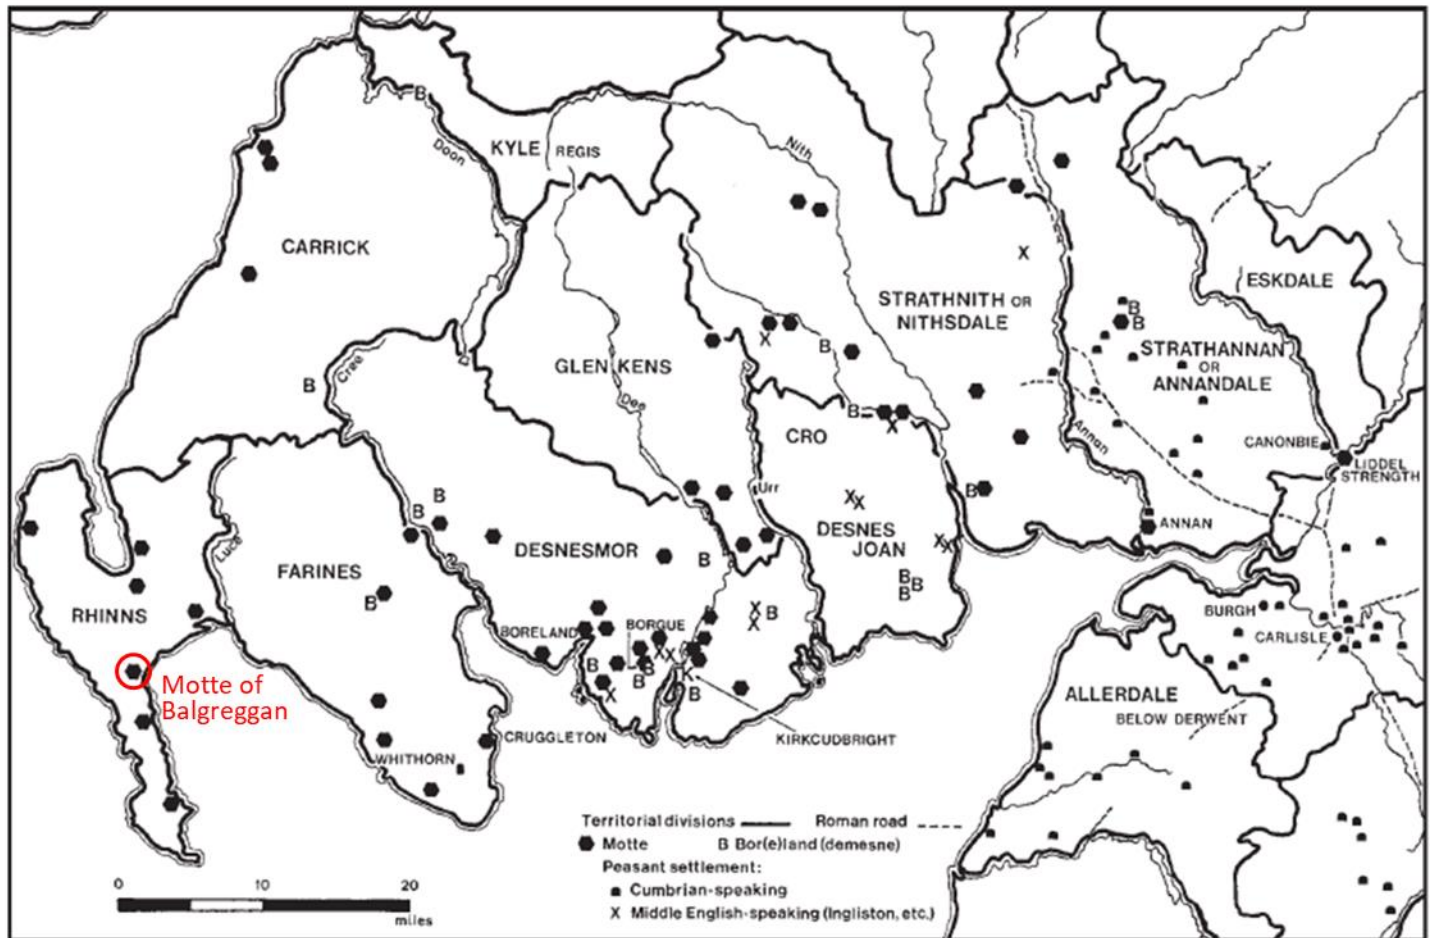 B
Doon
KYLE
REGIS
Nith
CARRICK
X
ESKDALE
STRATHNITH OR
NITHSDALE
B
B
X
B
STRATHANNAN
OR
ANNANDALE
GLEN KENS
Cree
B
Dee
B
X
CRO
Annan
CANONBIE
LIDDEL
STRENGTH
Urr
B
B
B
XX
ANNAN
DESNES
JOAN
XX
Luce
DESNESMOR
B
FARINES
B
B B
B
RHINNS
X B
X
BURGH
CARLISLE
BORELAND
BORGUE
X X
B
B
B
X
X
B
Motte of
Balgreggan
ALLERDALE
BELOW DERWENT
CRUGGLETON
KIRKCUDBRIGHT
WHITHORN
Territorial divisions
Roman road
Motte
B Bor(e)land (demesne)
Peasant settlement:
Cumbrian-speaking
X Middle English-speaking (Ingliston, etc.)
0 10 20
miles